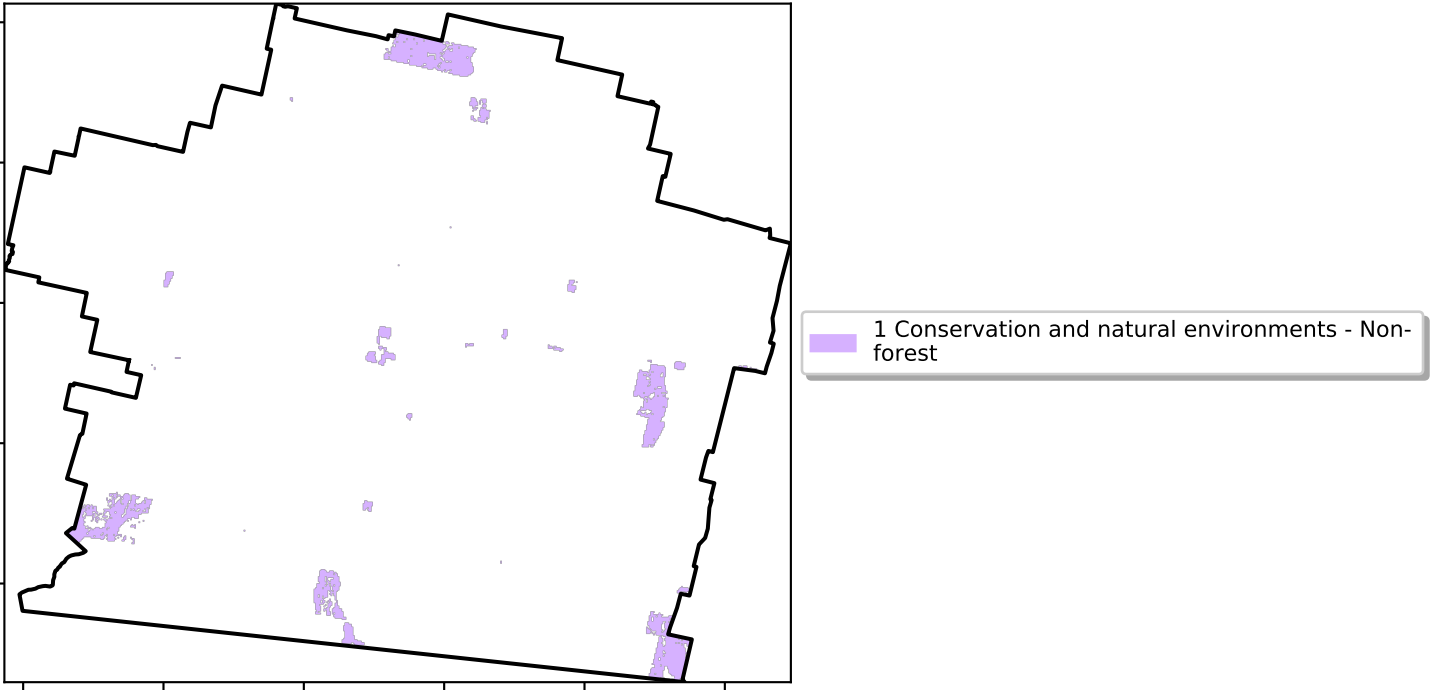 1 Conservation and natural environments - Non-
forest